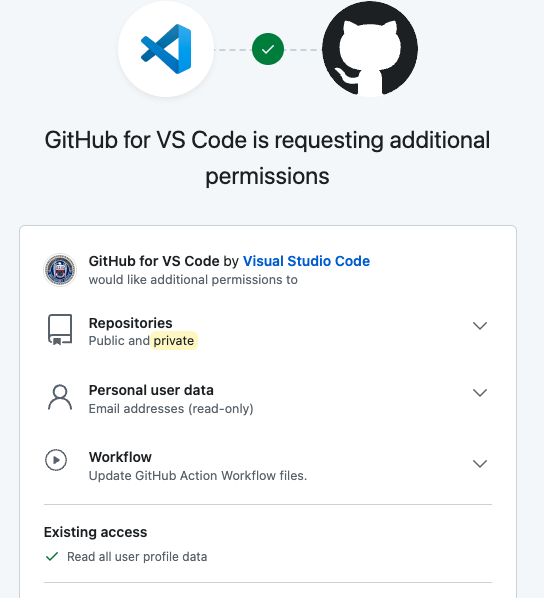 GitHub for VS Code is requesting additional
permissions
GitHub for VS Code by Visual Studio Code
would like additional permissions to
Repositories
Public and private
Personal user data
Email addresses (read-only)
Workflow
Update GitHub Action Workflow files.
Existing access
Read all user profile data